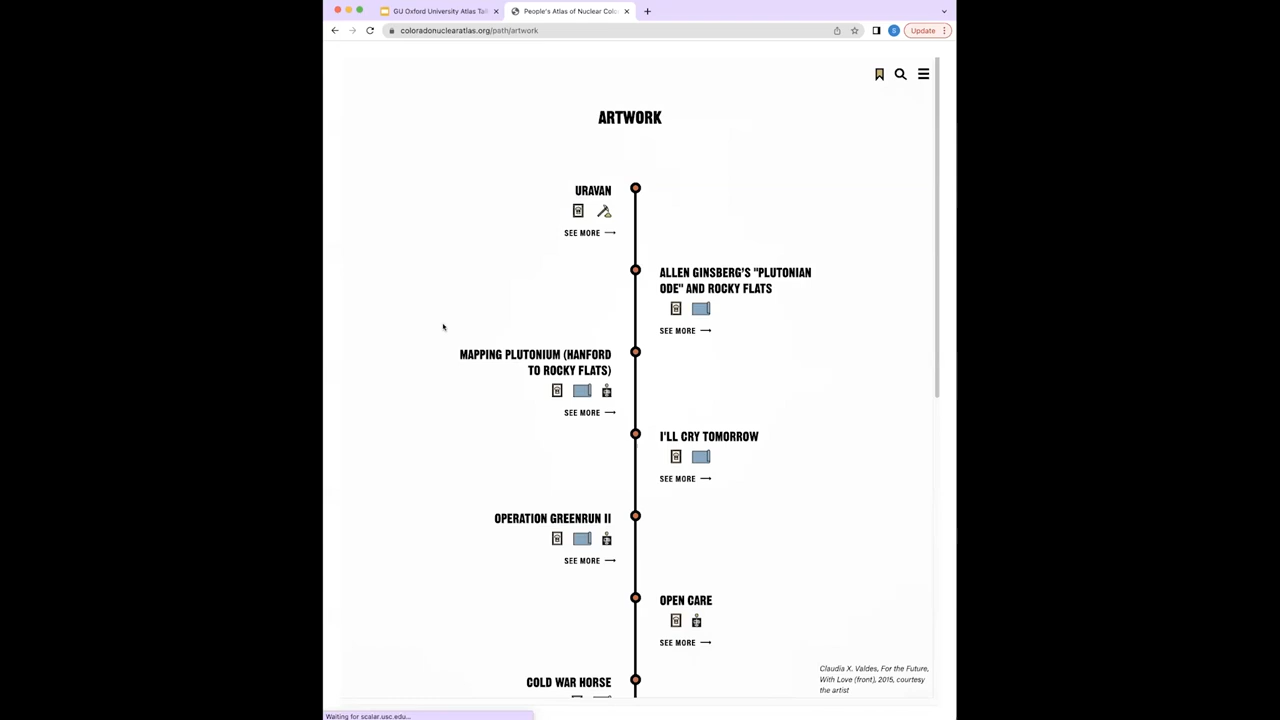 GU Oxford University Atlas Tal
People's Atlas of Nuclear Colo
coloradonuclearatlas.org/path/artwork
S
Update
ARTWORK
URAVAN
SEE MORE →
ALLEN GINSBERG'S "PLUTONIAN
ODE" AND ROCKY FLATS
SEE MORE →
MAPPING PLUTONIUM (HANFORD
TO ROCKY FLATS)
SEE MORE →
I'LL CRY TOMORROW
SEE MORE →
OPERATION GREENRUN II
SEE MORE →
OPEN CARE
SEE MORE →
COLD WAR HORSE
Claudia X. Valdes, For the Future,
With Love (front), 2015, courtesy
the artist
Waiting for scalar.usc.edu...